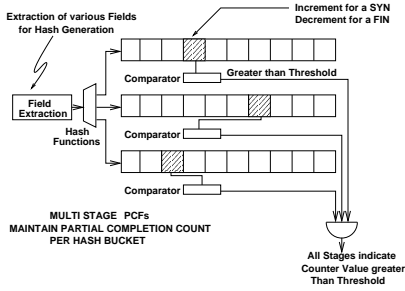 Extraction of various Fields
for Hash Generation
Increment for a SYN
Decrement for a FIN
Comparator
Greater than Threshold
Field
Extraction
Hash
Functions
Comparator
Comparator
MULTI STAGE PCFs
MAINTAIN PARTIAL COMPLETION COUNT
PER HASH BUCKET
All Stages indicate
Counter Value greater
Than Threshold